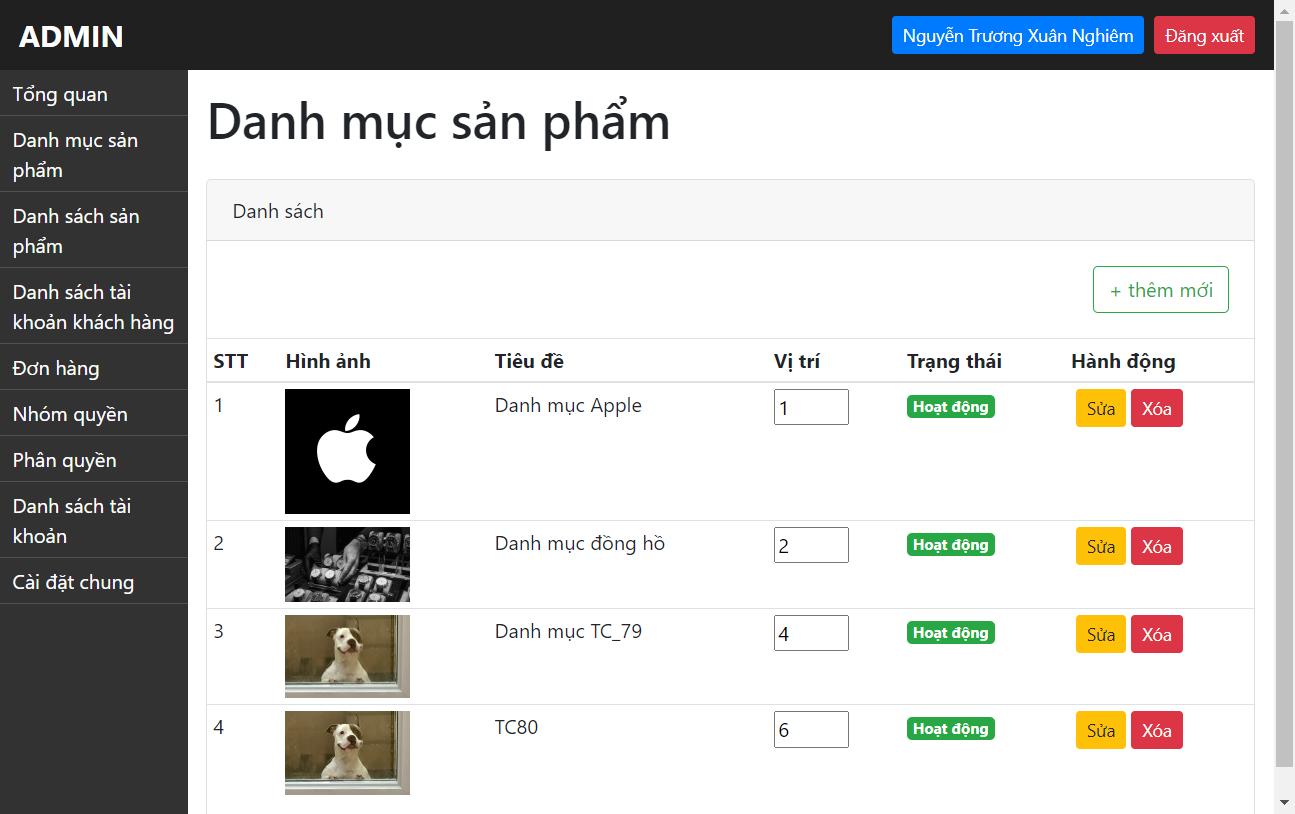 ADMIN
Nguyễn Trương Xuân Nghiêm
Đăng xuất
Tổng quan
Danh mục sản
phẩm
Danh sách sản
phẩm
Danh sách tài
khoản khách hàng
Đơn hàng
Nhóm quyền
Phân quyền
Danh sách tài
khoản
Cài đặt chung
Danh mục sản phẩm
Danh sách
+ thêm mới
STT Hình ảnh Tiêu đề Vị trí Trạng thái Hành động
1 Danh mục Apple 1 Hoạt động Sửa Xóa
2 Danh mục đồng hồ 2 Hoạt động Sửa Xóa
3 Danh mục TC_79 4 Hoạt động Sửa Xóa
4 TC80 6 Hoạt động Sửa Xóa